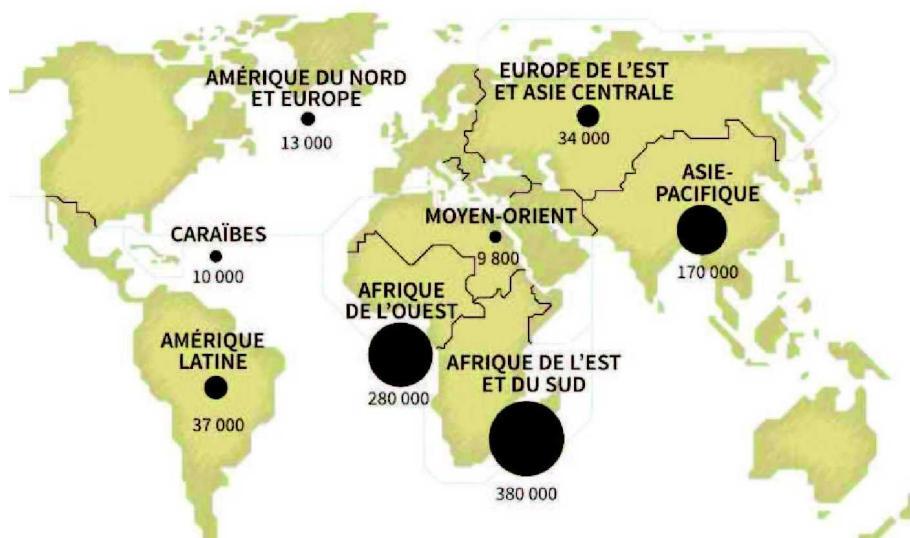 AMÉRIQUE DU NORD
ET EUROPE
13 000
EUROPE DE L'EST
ET ASIE CENTRALE
34 000
ASIE-
PACIFIQUE
170 000
CARAÏBES
10 000
MOYEN-ORIENT
9 800
AFRIQUE
DE L'OUEST
280 000
AMÉRIQUE
LATINE
37 000
AFRIQUE DE L'EST
ET DU SUD
380 000